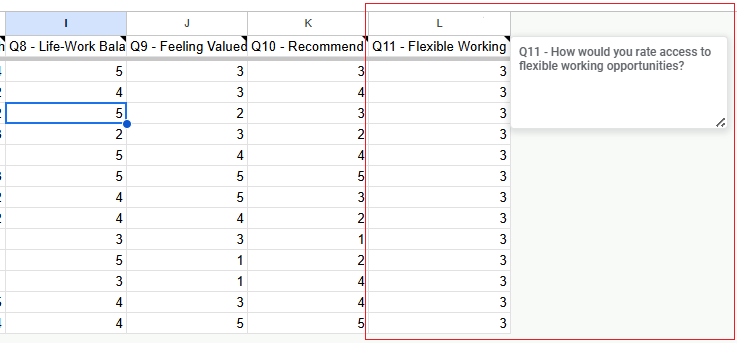 I J K L
Q8 - Life-Work Bala Q9 - Feeling Valued Q10 - Recommend Q11 - Flexible Working
Q11 - How would you rate access to
flexible working opportunities?
5 3 3 3
4 3 4 3
5 2 3 3
2 3 2 3
5 4 4 3
5 5 5 3
4 5 3 3
4 4 2 3
3 3 1 3
5 1 2 3
3 1 4 3
4 3 4 3
4 5 5 3